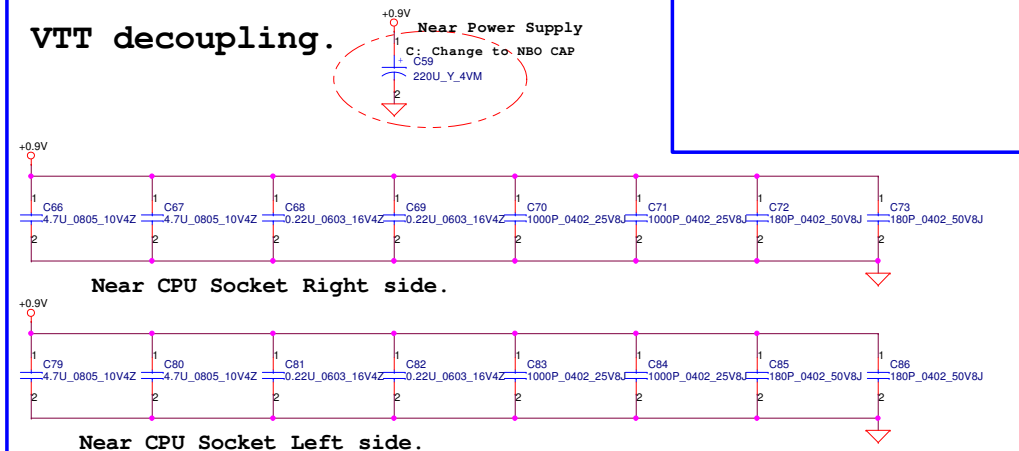 VTT decoupling.
+0.9V
Near Power Supply
C: Change to NBO CAP
1
+
C59
220U_Y_4VM
2
+0.9V
1 1 1 1 1 1 1 1
C66 C67 C68 C69 C70 C71 C72 C73
4.7U_0805_10V4Z 4.7U_0805_10V4Z 0.22U_0603_16V4Z 0.22U_0603_16V4Z 1000P_0402_25V8J 1000P_0402_25V8J 180P_0402_50V8J 180P_0402_50V8J
2 2 2 2 2 2 2 2
Near CPU Socket Right side.
+0.9V
1 1 1 1 1 1 1 1
C79 C80 C81 C82 C83 C84 C85 C86
4.7U_0805_10V4Z 4.7U_0805_10V4Z 0.22U_0603_16V4Z 0.22U_0603_16V4Z 1000P_0402_25V8J 1000P_0402_25V8J 180P_0402_50V8J 180P_0402_50V8J
2 2 2 2 2 2 2 2
Near CPU Socket Left side.